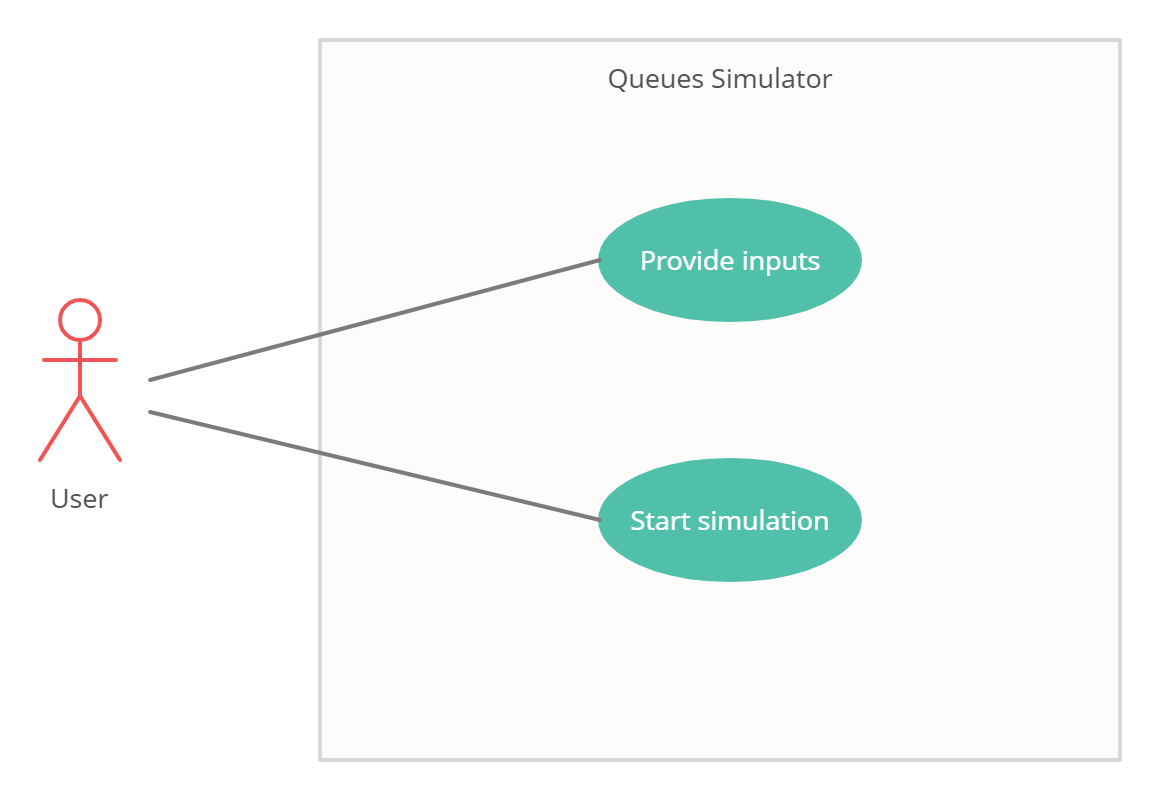 Queues Simulator
Provide inputs
User
Start simulation